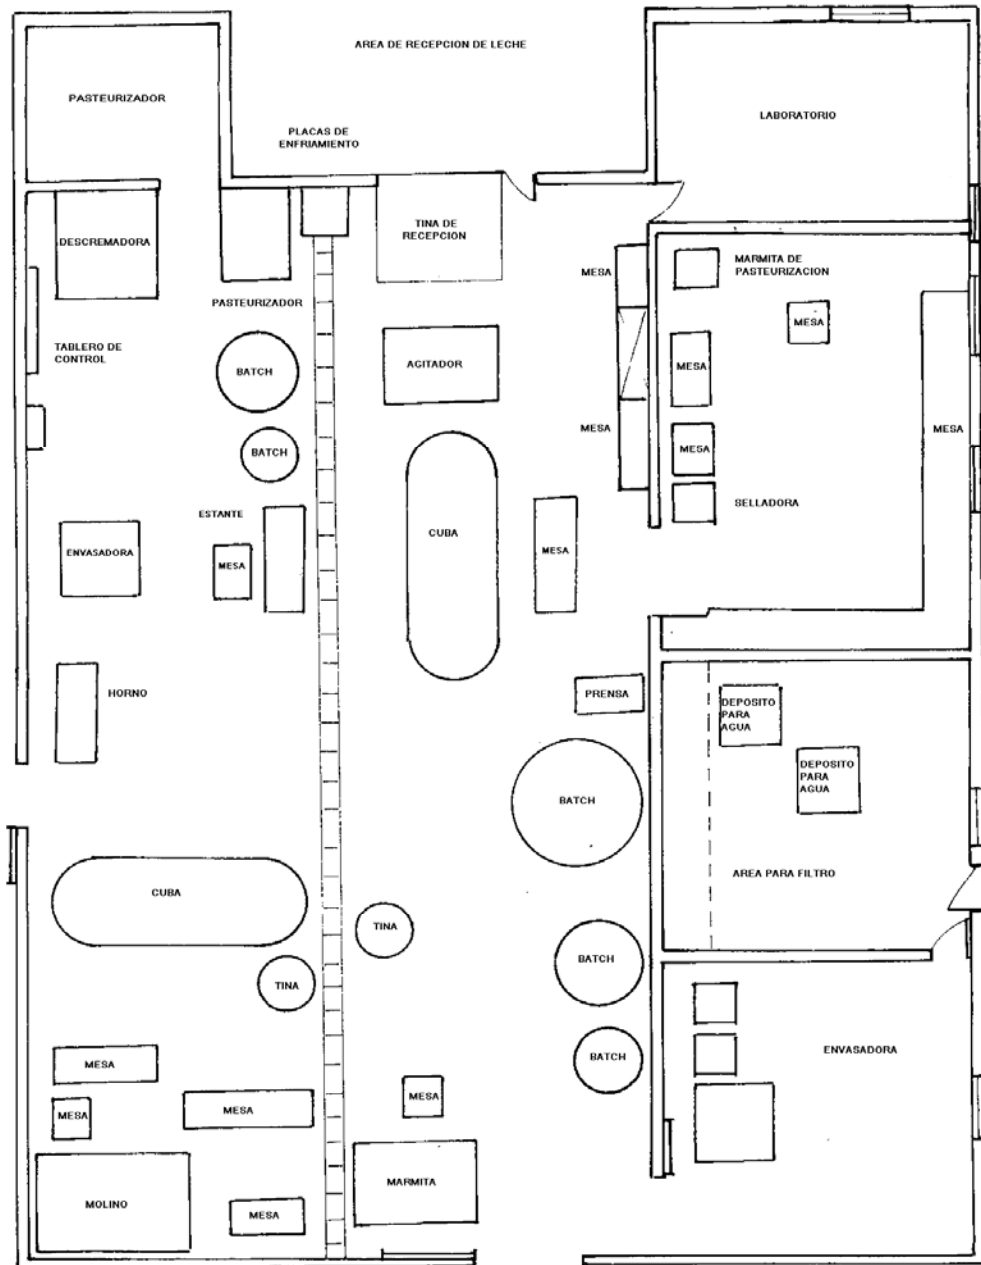 AREA DE RECEPCION DE LECHE
PASTEURIZADOR
LABORATORIO
PLACAS DE
ENFRIAMIENTO
DESCREMADORA
TINA DE
RECEPCION
MARMITA DE
PASTEURIZACION
MESA
PASTEURIZADOR
MESA
TABLERO DE
CONTROL
AGITADOR
BATCH
MESA
MESA
MESA
BATCH
MESA
SELLADORA
ESTANTE
CUBA
ENVASADORA
MESA
MESA
HORNO
PRENSA
DEPOSITO
PARA
AGUA
DEPOSITO
PARA
AGUA
BATCH
AREA PARA FILTRO
CUBA
TINA
BATCH
TINA
ENVASADORA
BATCH
MESA
MESA
MESA
MESA
MARMITA
MOLINO
MESA